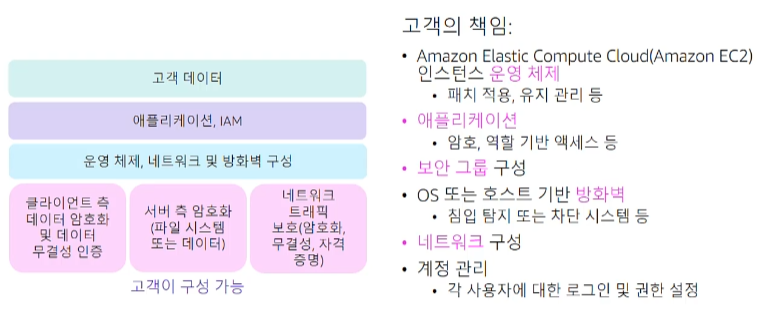 고객 데이터
애플리케이션, IAM
운영 체제, 네트워크 및 방화벽 구성
클라이언트 측
데이터 암호화
및 데이터
무결성 인증
서버 측 암호화
(파일 시스템
또는 데이터)
네트워크
트래픽
보호(암호화,
무결성, 자격
증명)
고객이 구성 가능
고객의 책임:
• Amazon Elastic Compute Cloud(Amazon EC2)
인스턴스 운영 체제
• 패치 적용, 유지 관리 등
• 애플리케이션
• 암호, 역할 기반 액세스 등
• 보안 그룹 구성
• OS 또는 호스트 기반 방화벽
• 침입 탐지 또는 차단 시스템 등
• 네트워크 구성
• 계정 관리
• 각 사용자에 대한 로그인 및 권한 설정